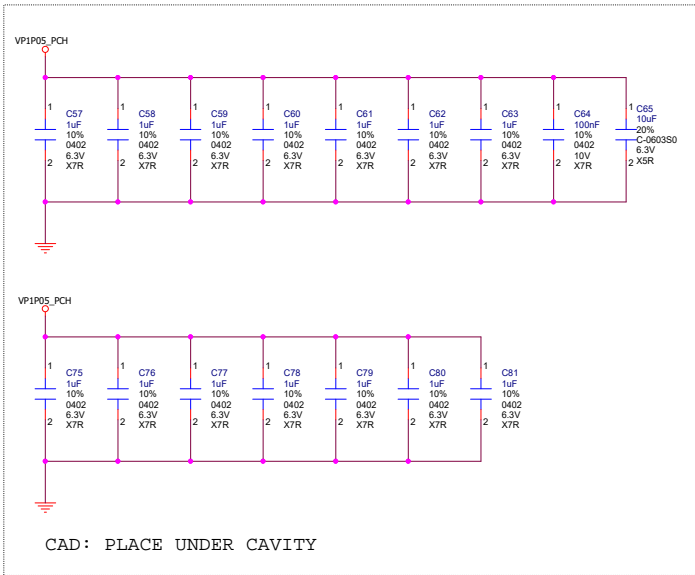 VP1P05_PCH
1
C57
1uF
10%
0402
6.3V
X7R
2
1
C58
1uF
10%
0402
6.3V
X7R
2
1
C59
1uF
10%
0402
6.3V
X7R
2
1
C60
1uF
10%
0402
6.3V
X7R
2
1
C61
1uF
10%
0402
6.3V
X7R
2
1
C62
1uF
10%
0402
6.3V
X7R
2
1
C63
1uF
10%
0402
6.3V
X7R
2
1
C64
100nF
10%
0402
10V
X7R
2
1
C65
10uF
20%
C-0603S0
6.3V
X5R
2
VP1P05_PCH
1
C75
1uF
10%
0402
6.3V
X7R
2
1
C76
1uF
10%
0402
6.3V
X7R
2
1
C77
1uF
10%
0402
6.3V
X7R
2
1
C78
1uF
10%
0402
6.3V
X7R
2
1
C79
1uF
10%
0402
6.3V
X7R
2
1
C80
1uF
10%
0402
6.3V
X7R
2
1
C81
1uF
10%
0402
6.3V
X7R
2
CAD: PLACE UNDER CAVITY